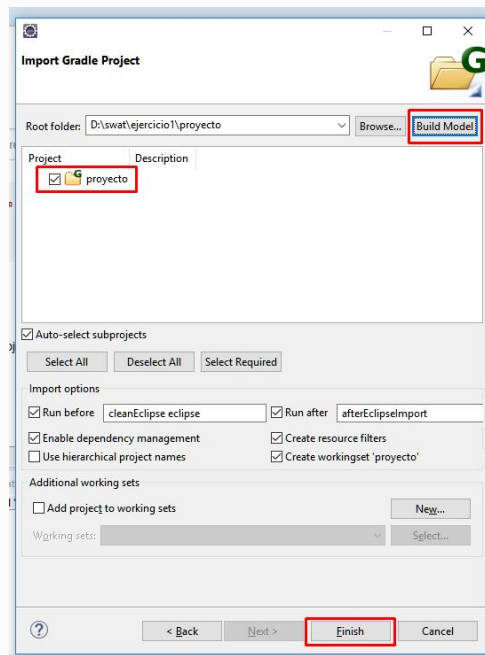 Import Gradle Project
G
Root folder: D:\swat\ejercicio1\proyecto Browse... Build Model
Project Description
G proyecto
Auto-select subprojects
Select All Deselect All Select Required
Import options
Run before cleanEclipse eclipse Run after afterEclipseImport
Enable dependency management Create resource filters
Use hierarchical project names Create workingset 'proyecto'
Additional working sets
Add project to working sets New...
Working sets: Select...
? < Back Next > Finish Cancel